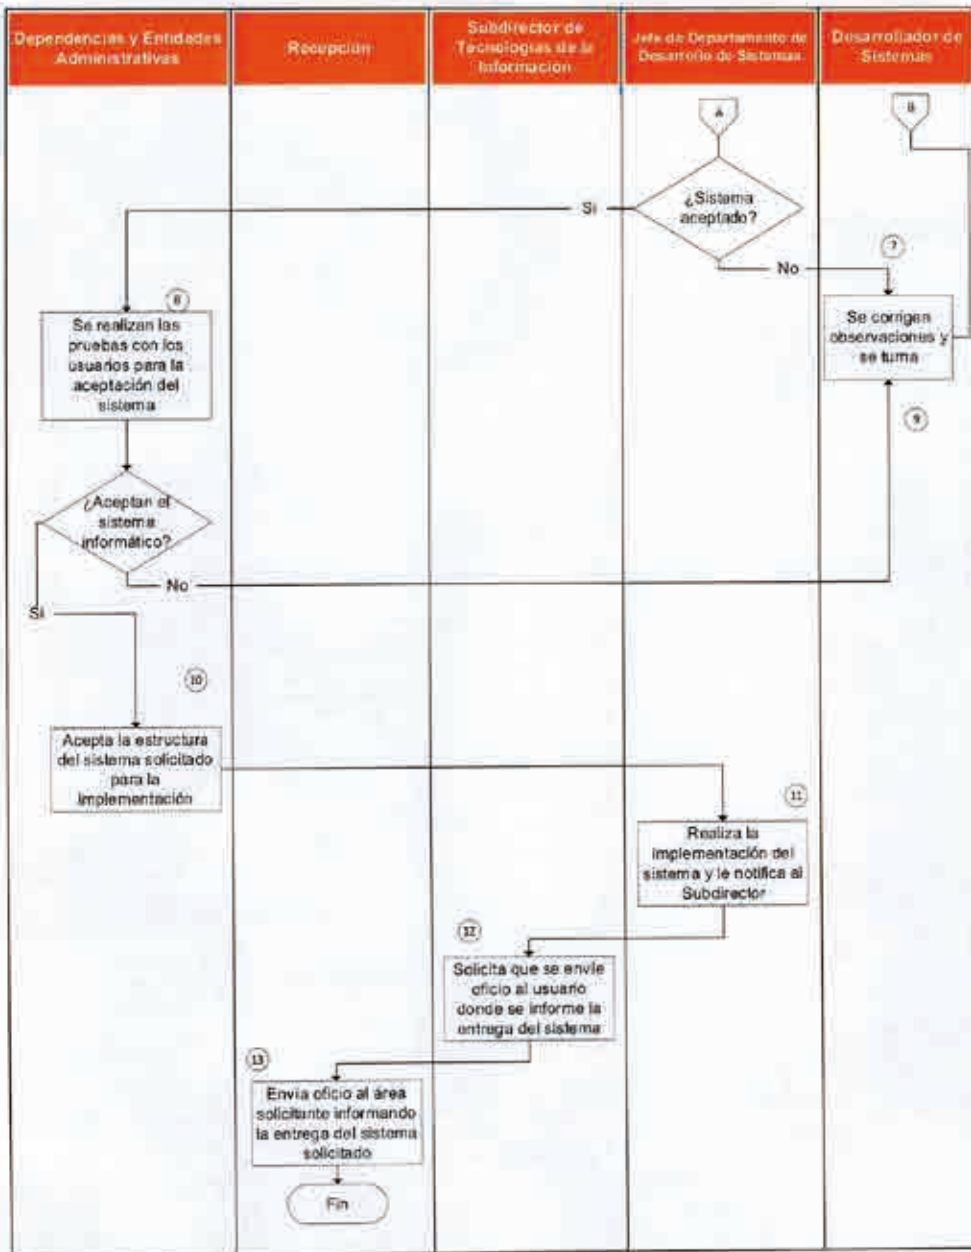 Dependencias y Entidades
Administrativas
Recepción
Subdirector de
Tecnologías de la
Información
Jefe de Departamento de
Desarrollo de Sistemas
Desarrollador de
Sistemas
A
B
¿Sistema
aceptado?
Si
No
7
Se corrigen
observaciones y
se turna
8
Se realizan las
pruebas con los
usuarios para la
aceptación del
sistema
9
¿Aceptan el
sistema
informático?
No
Si
10
Acepta la estructura
del sistema solicitado
para la
implementación
11
Realiza la
implementación del
sistema y le notifica al
Subdirector
12
Solicita que se envíe
oficio al usuario
donde se informe la
entrega del sistema
13
Envía oficio al área
solicitante informando
la entrega del sistema
solicitado
Fin